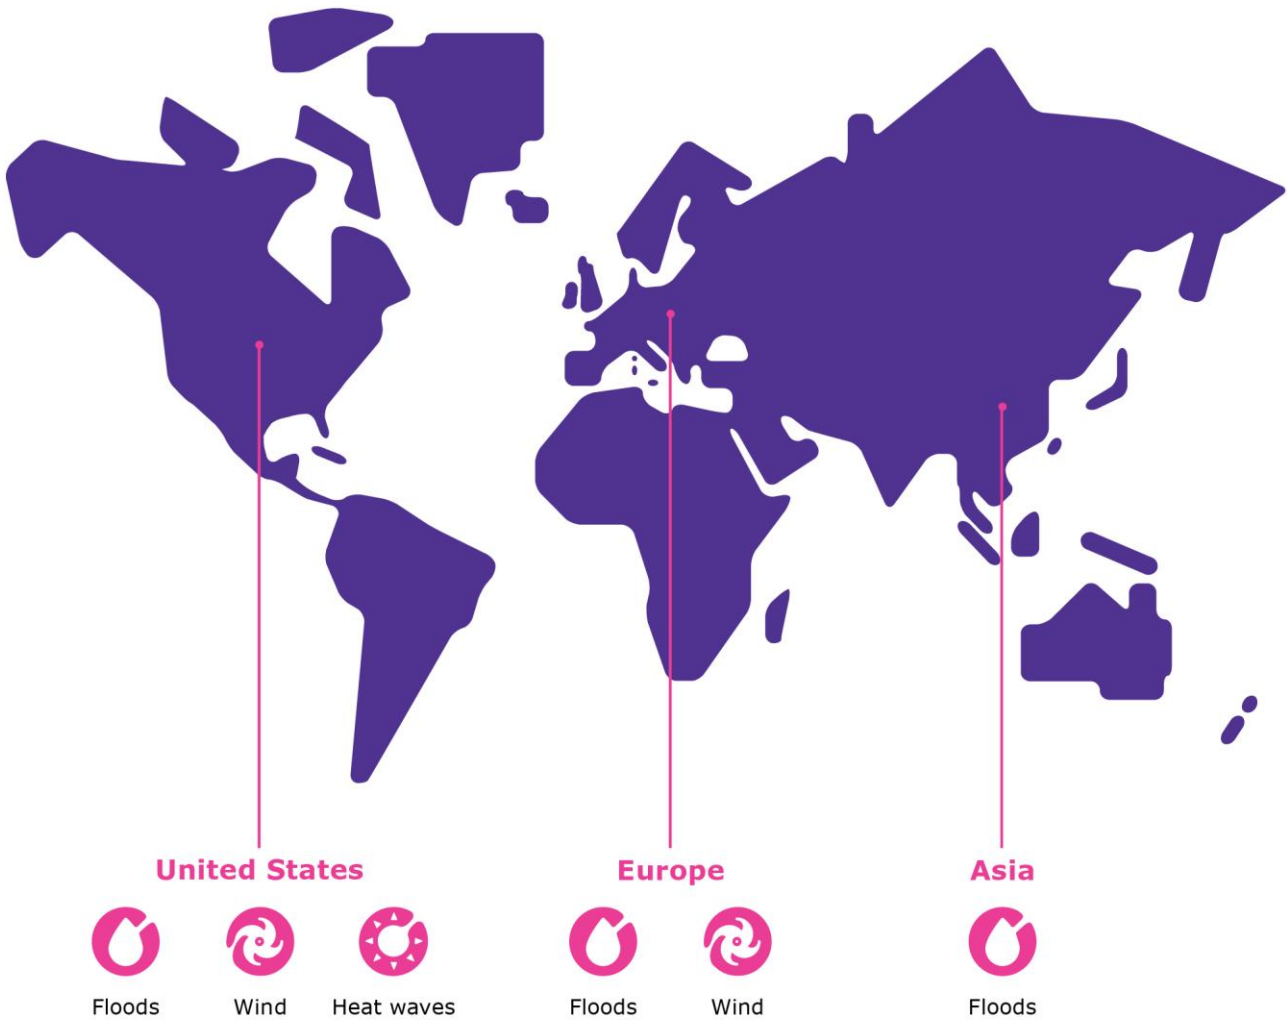 United States
Europe
Asia
Floods
Wind
Heat waves
Floods
Wind
Floods